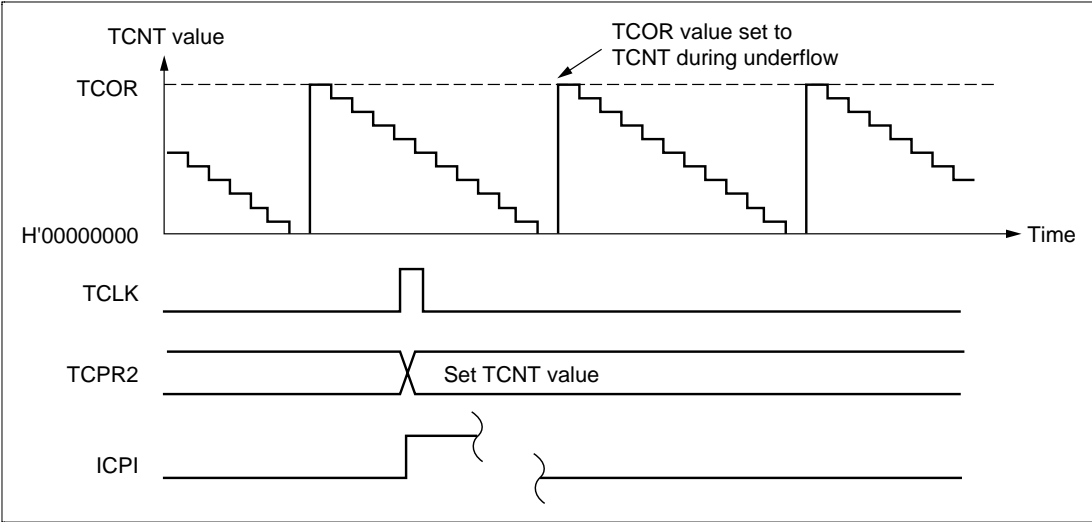 TCNT value
TCOR value set to
TCNT during underflow
TCOR
H'00000000
Time
TCLK
TCPR2
Set TCNT value
ICPI